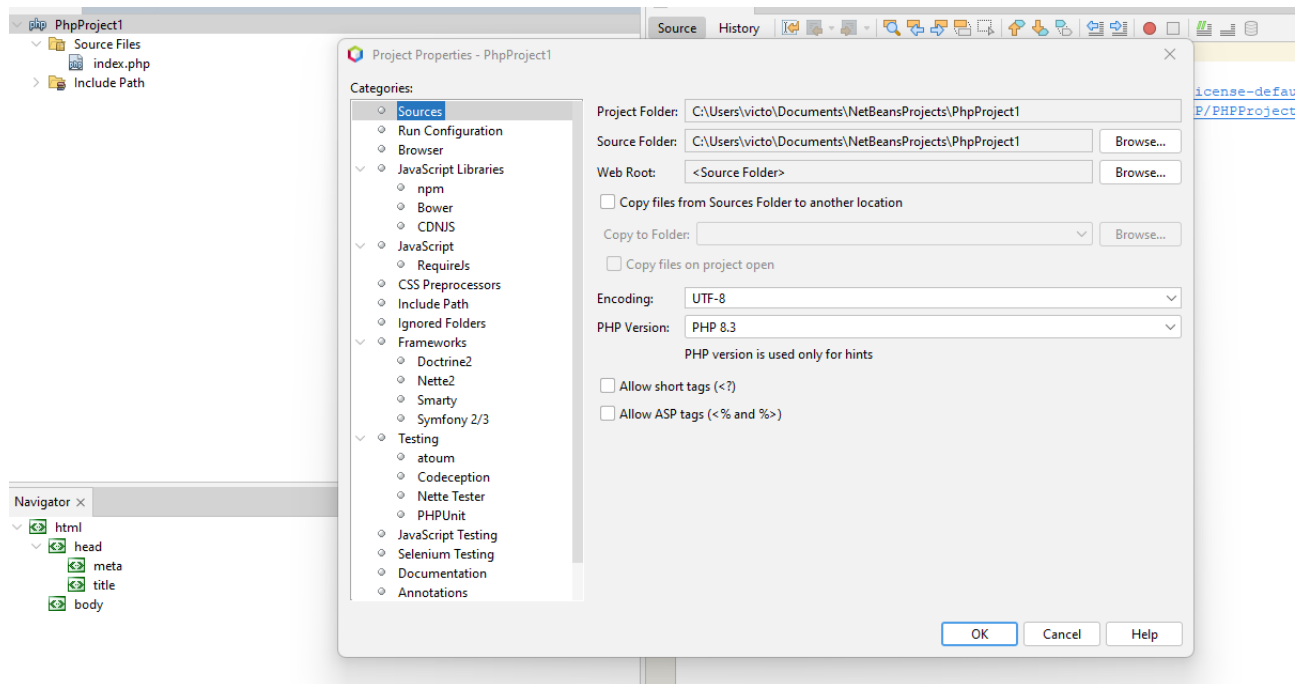 PhpProject1
Source Files
index.php
Include Path
Navigator ×
html
head
meta
title
body
Source History
icense-defau
P/PHPProject
Project Properties - PhpProject1
Categories:
Sources
Run Configuration
Browser
JavaScript Libraries
npm
Bower
CDNJS
JavaScript
RequireJs
CSS Preprocessors
Include Path
Ignored Folders
Frameworks
Doctrine2
Nette2
Smarty
Symfony 2/3
Testing
atoum
Codeception
Nette Tester
PHPUnit
JavaScript Testing
Selenium Testing
Documentation
Annotations
Project Folder: C:\Users\victo\Documents\NetBeansProjects\PhpProject1
Source Folder: C:\Users\victo\Documents\NetBeansProjects\PhpProject1 Browse...
Web Root: <Source Folder> Browse...
Copy files from Sources Folder to another location
Copy to Folder: Browse...
Copy files on project open
Encoding: UTF-8
PHP Version: PHP 8.3
PHP version is used only for hints
Allow short tags (<?)
Allow ASP tags (<% and %>)
OK Cancel Help